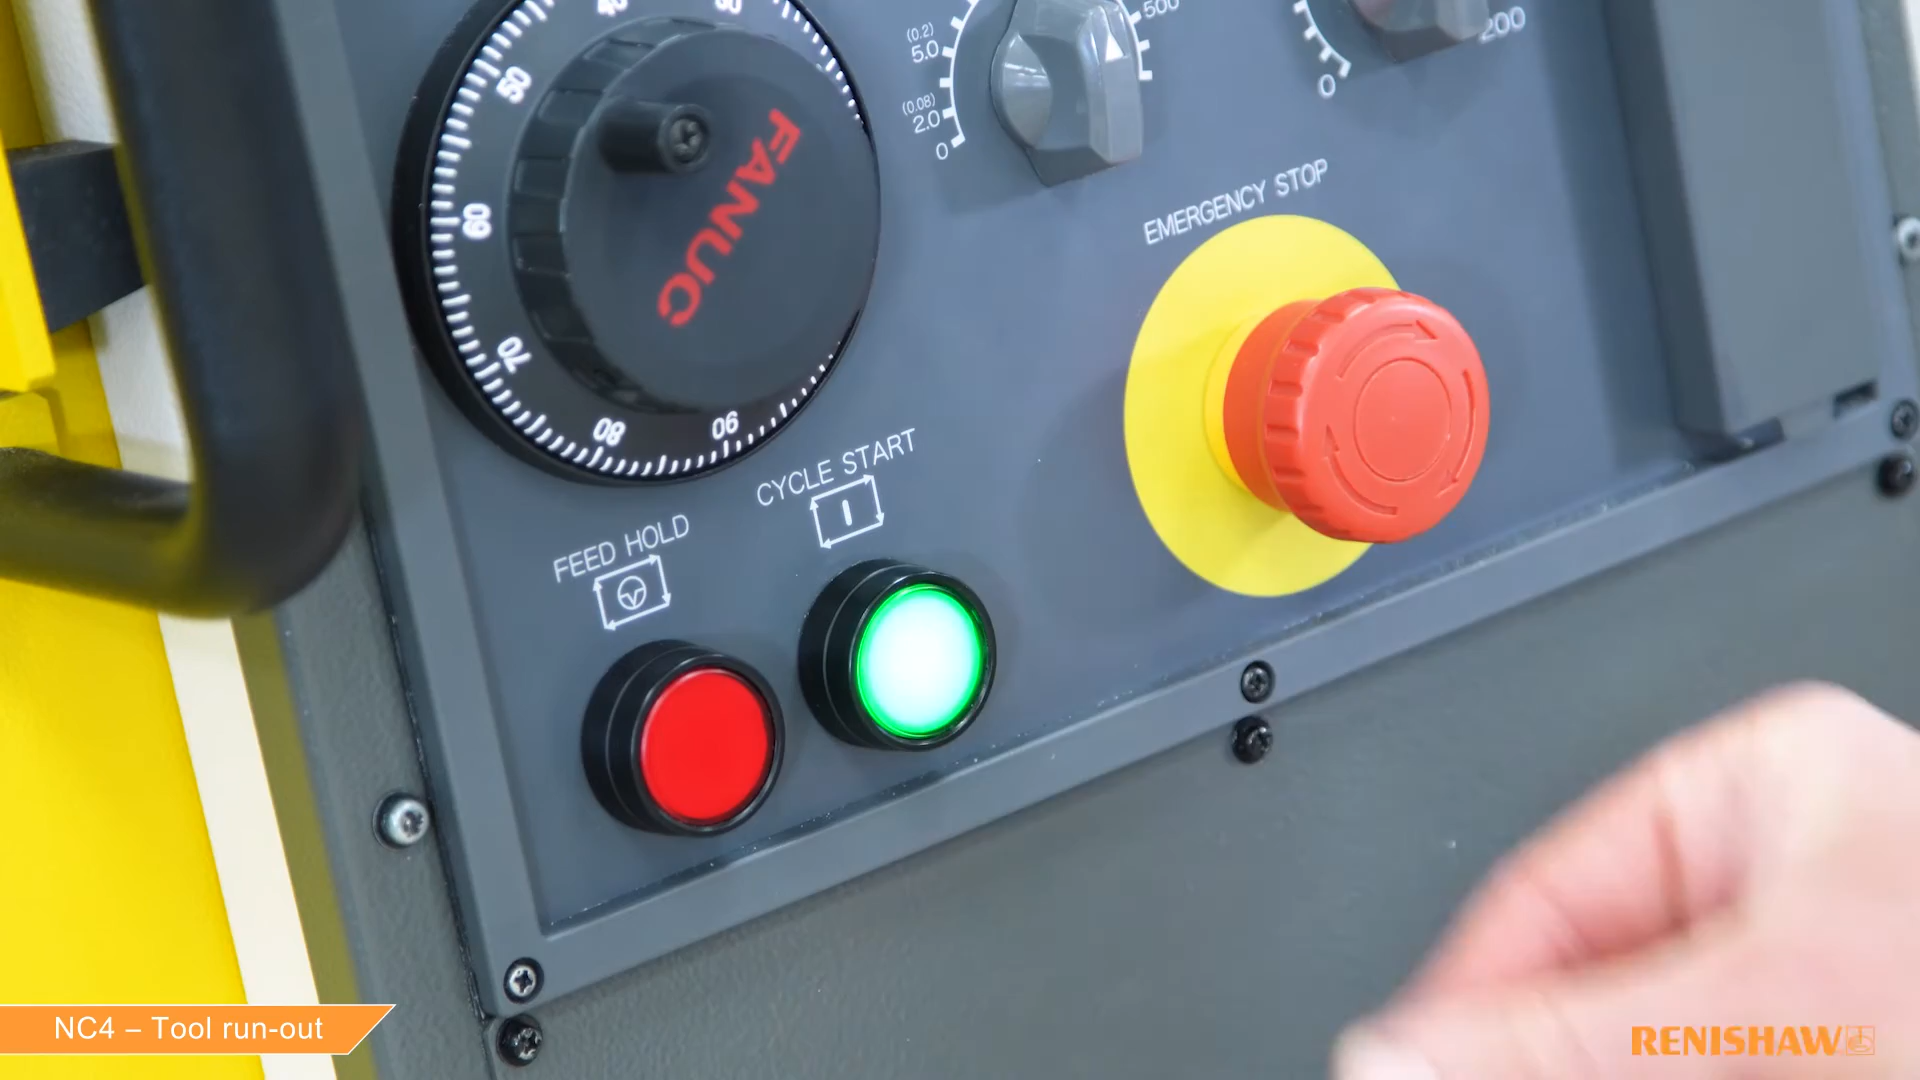 50
60
70
80
90
FANUC
(0.2)
5.0
(0.08)
2.0
0
500
0
200
EMERGENCY STOP
CYCLE START
FEED HOLD
NC4 – Tool run-out
RENISHAW